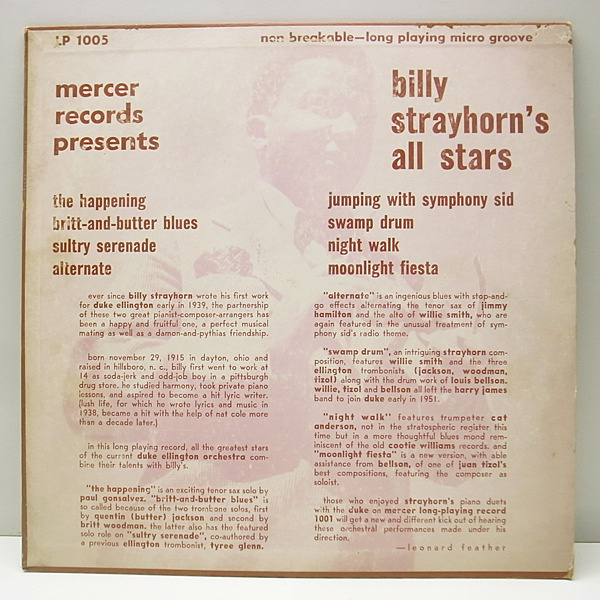 LP 1005
non breakable—long playing micro groove
mercer
records
presents
billy
strayhorn's
all stars
the happening
britt-and-butter blues
sultry serenade
alternate
jumping with symphony sid
swamp drum
night walk
moonlight fiesta
ever since billy strayhorn wrote his first work
for duke ellington early in 1939, the partnership
of these two great pianist-composer-arrangers has
been a happy and fruitful one, a perfect musical
mating as well as a damon-and-pythias friendship.
born november 29, 1915 in dayton, ohio and
raised in hillsboro, n. c., billy first went to work at
14 as soda-jerk and odd-job boy in a pittsburgh
drug store. he studied harmony, took private piano
lessons, and aspired to become a hit lyric writer.
(lush life, for which he wrote lyrics and music in
1938, became a hit with the help of nat cole more
than a decade later.)
in this long playing record, all the greatest stars
of the current duke ellington orchestra com-
bine their talents with billy's.
"the happening" is an exciting tenor sax solo by
paul gonsalvez. "britt-and-butter blues" is
so called because of the two trombone solos, first
by quentin (butter) jackson and second by
britt woodman. the latter also has the featured
solo role on "sultry serenade", co-authored by
a previous ellington trombonist, tyree glenn.
"alternate" is an ingenious blues with stop-and-
go effects alternating the tenor sax of jimmy
hamilton and the alto of willie smith, who are
again featured in the unusual treatment of sym-
phony sid's radio theme.
"swamp drum", an intriguing strayhorn com-
position, features willie smith and the three
ellington trombonists (jackson, woodman,
tizol) along with the drum work of louis bellson.
willie, tizol and bellson all left the harry james
band to join duke early in 1951.
"night walk" features trumpeter cat
anderson, not in the stratospheric register this
time but in a more thoughtful blues mood rem-
iniscent of the old cootie williams records. and
"moonlight fiesta" is a new version, with able
assistance from bellson, of one of juan tizol's
best compositions, featuring the composer as
soloist.
those who enjoyed strayhorn's piano duets
with the duke on mercer long-playing record
1001 will get a new and different kick out of hearing
these orchestral performances made under his
direction.
—leonard feather